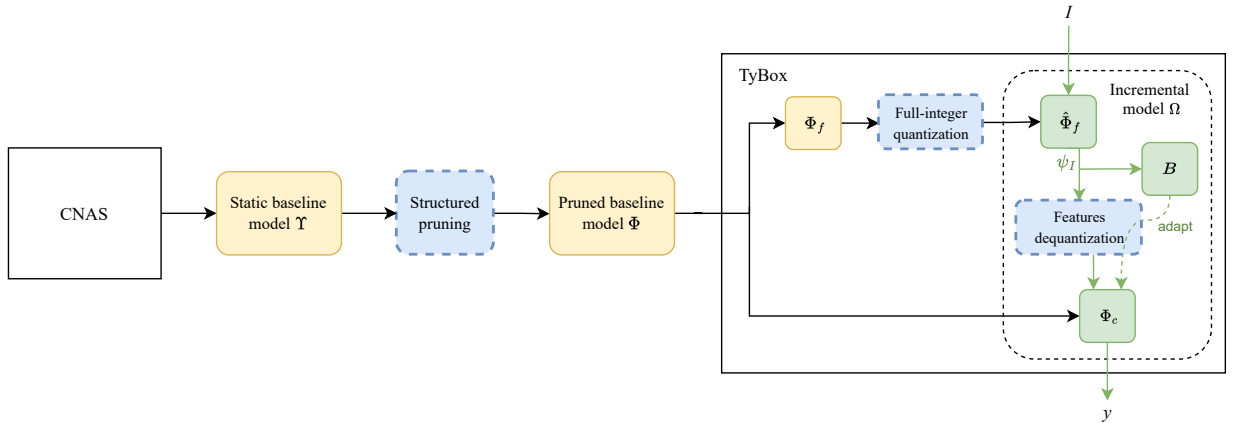 I
TyBox
Incremental
model Ω
Φ_f
Full-integer
quantization
Φ̂_f
ψ_I
B
CNAS
Static baseline
model ϒ
Structured
pruning
Pruned baseline
model Φ
Features
dequantization
adapt
Φ_c
y